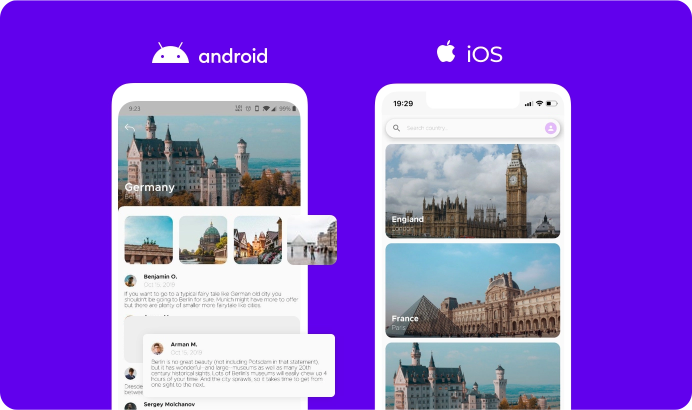 android
iOS
9:23
99%
19:29
Search country
Germany
Berlin
England
London
France
Paris
Benjamin O.
Oct 15, 2019
If you want to go to a typical fairy tale like German old city you
shouldn't be going to Berlin for sure. Munich might have more to offer
but there are plenty of smaller more fairytale like cities.
Arman M.
Oct 15, 2019
Berlin is no great beauty (not including Potsdam in that statement),
but it has wonderful -and large- museums as well as many 20th
century historical sights. Lots of Berlin's museums will easily chew up 4
hours of your time. And the city sprawls, so it takes time to get from
one sight to the next.
Dresde
between
Sergey Molchanov